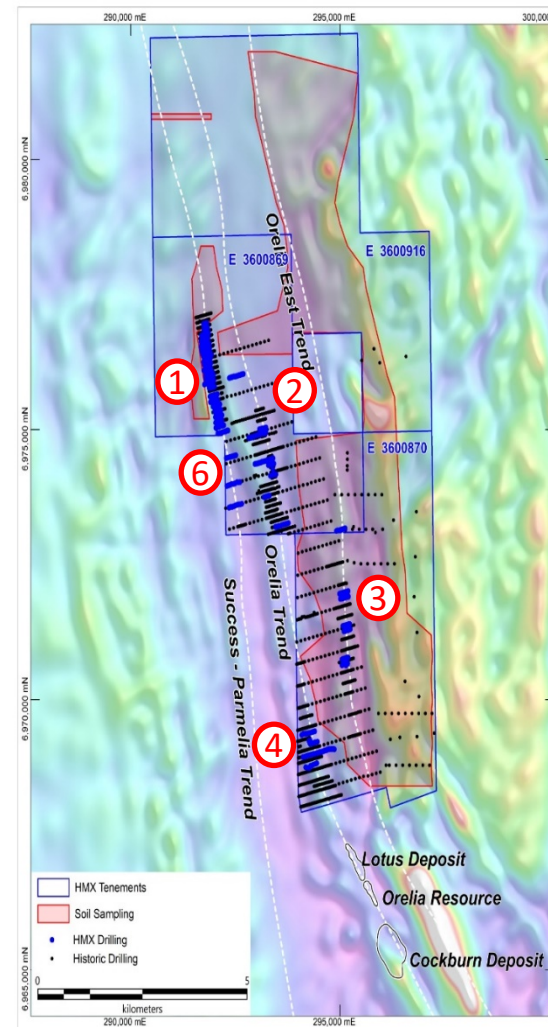 290,000 mE
295,000 mE
300,000 mE
6,980,000 mN
Orelia East Trend
E 3600869
E 3600916
1
2
6,975,000 mN
E 3600870
6
Orelia Trend
3
Success - Parmelia Trend
6,970,000 mN
4
Lotus Deposit
HMX Tenements
Orelia Resource
Soil Sampling
HMX Drilling
Cockburn Deposit
Historic Drilling
6,965,000 mN
0
5
kilometers
290,000 mE
295,000 mE